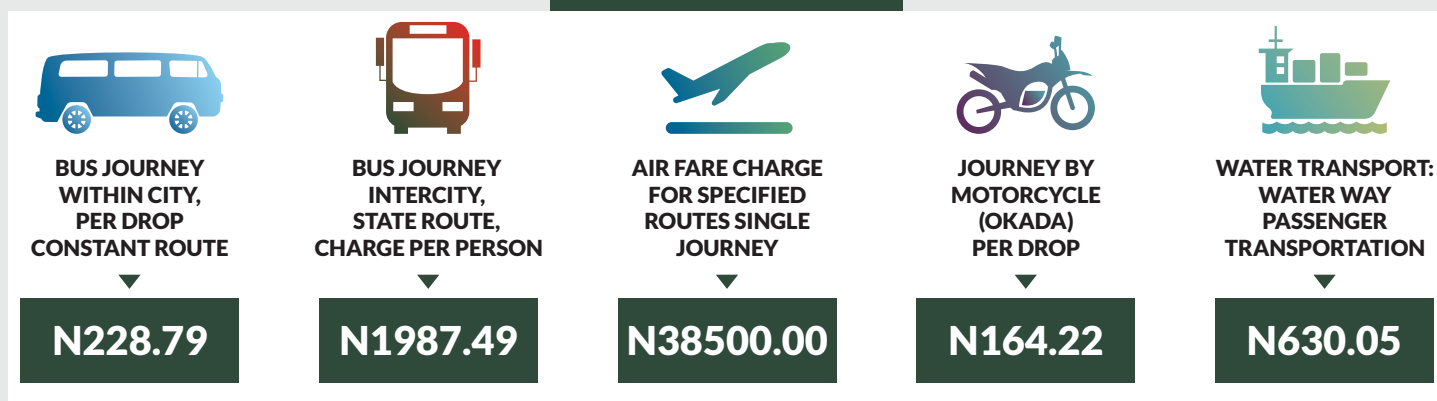 BUS JOURNEY
WITHIN CITY,
PER DROP
CONSTANT ROUTE
N228.79
BUS JOURNEY
INTERCITY,
STATE ROUTE,
CHARGE PER PERSON
N1987.49
AIR FARE CHARGE
FOR SPECIFIED
ROUTES SINGLE
JOURNEY
N38500.00
JOURNEY BY
MOTORCYCLE
(OKADA)
PER DROP
N164.22
WATER TRANSPORT:
WATER WAY
PASSENGER
TRANSPORTATION
N630.05